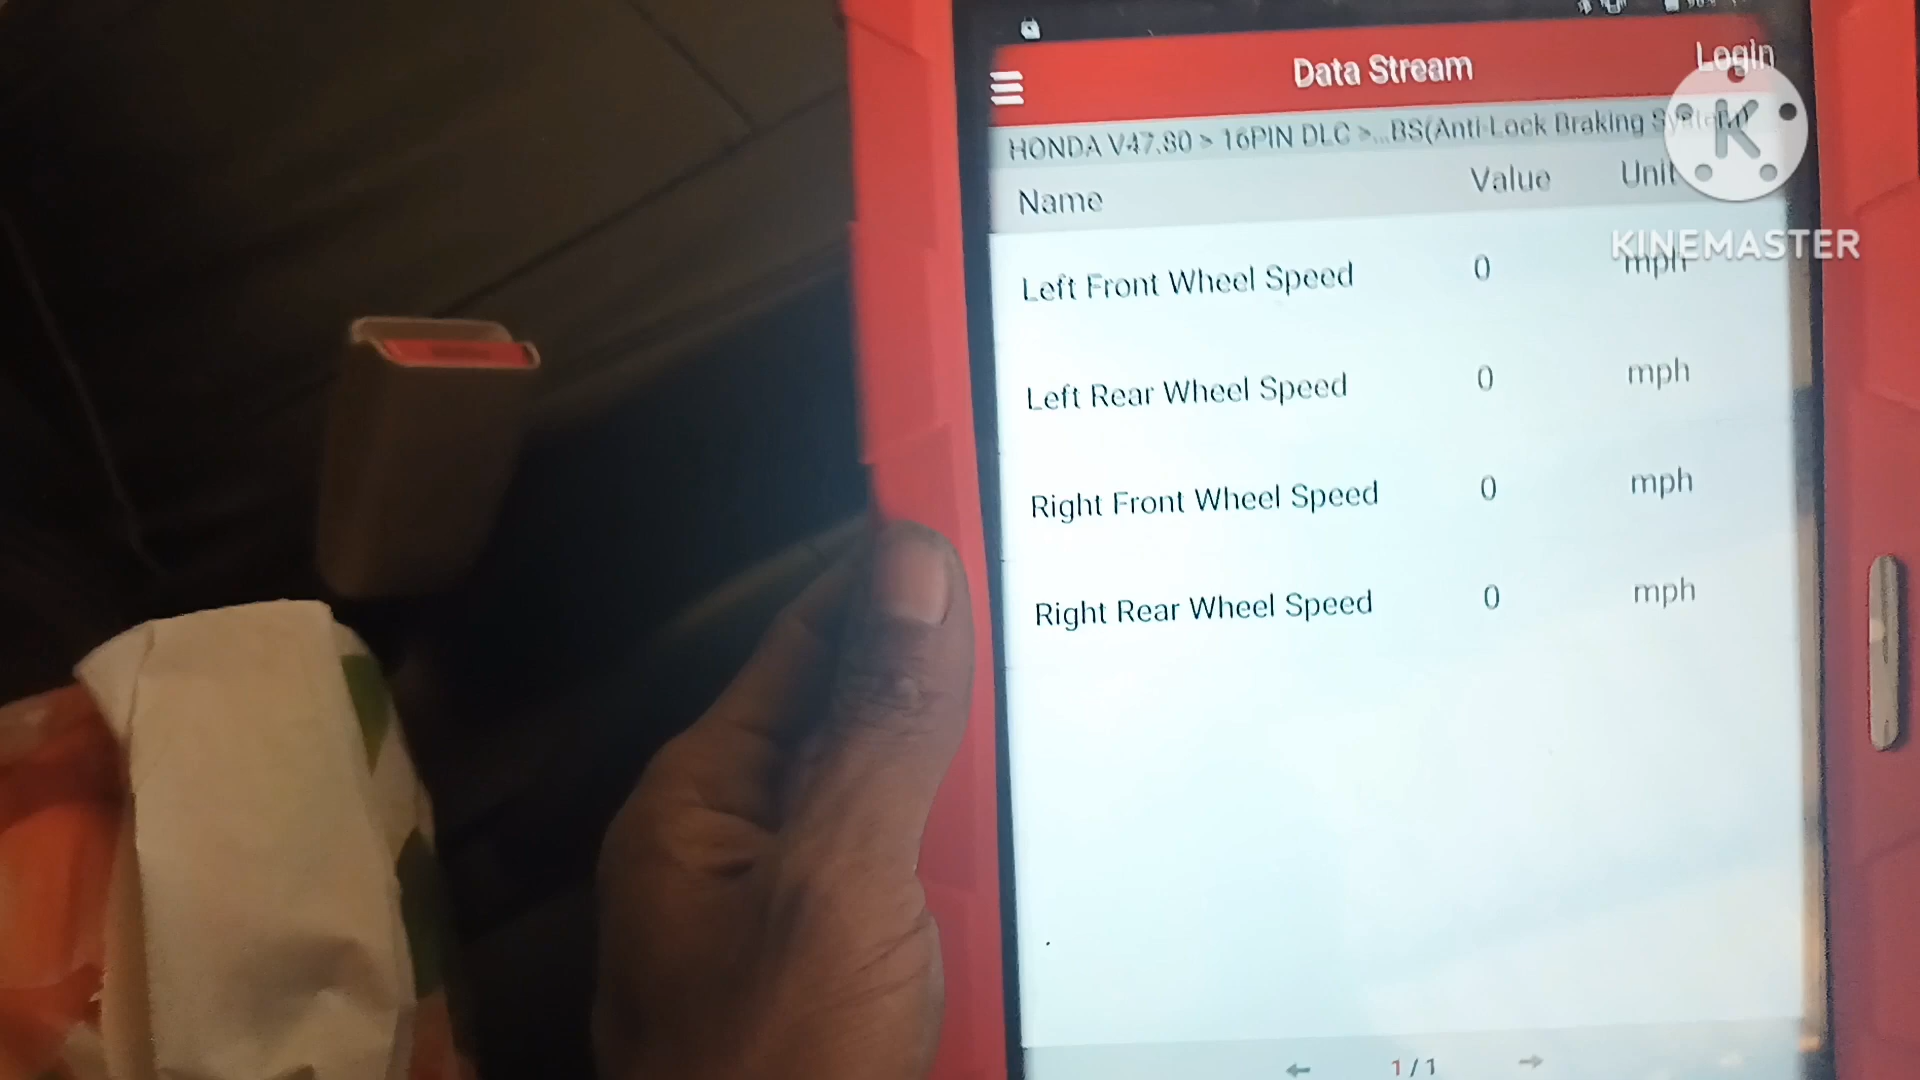 Data Stream Login
HONDA V47.80 > 16PIN DLC >...BS(Anti-Lock Braking System)
Name Value Unit
KINEMASTER
Left Front Wheel Speed 0 mph
Left Rear Wheel Speed 0 mph
Right Front Wheel Speed 0 mph
Right Rear Wheel Speed 0 mph
1 / 1